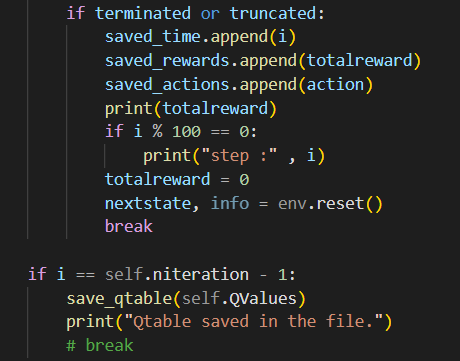 if terminated or truncated:
saved_time.append(i)
saved_rewards.append(totalreward)
saved_actions.append(action)
print(totalreward)
if i % 100 == 0:
print("step :" , i)
totalreward = 0
nextstate, info = env.reset()
break
if i == self.niteration - 1:
save_qtable(self.QValues)
print("Qtable saved in the file.")
# break